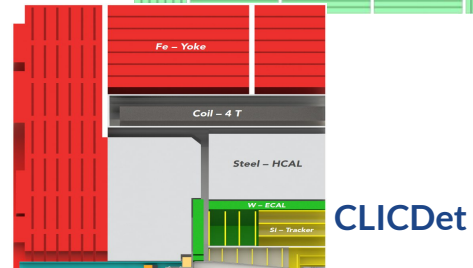 Fe – Yoke
Coil – 4 T
Steel – HCAL
W – ECAL
Si – Tracker
CLICDet